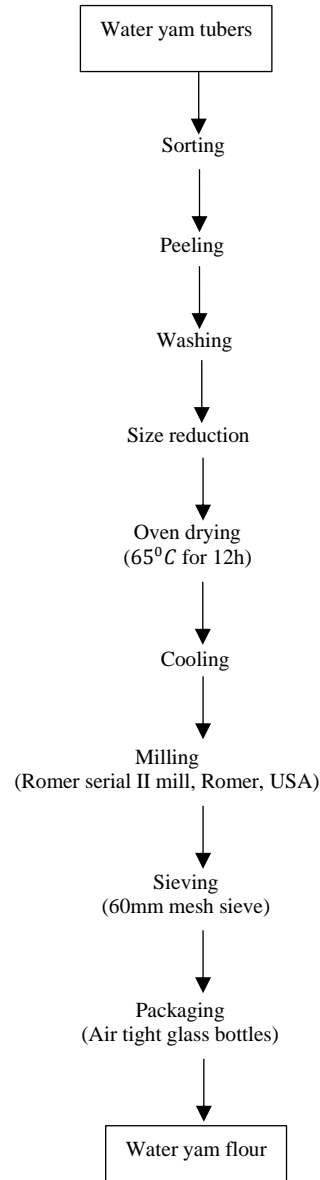 Water yam tubers
Sorting
Peeling
Washing
Size reduction
Oven drying
(65⁰C for 12h)
Cooling
Milling
(Romer serial II mill, Romer, USA)
Sieving
(60mm mesh sieve)
Packaging
(Air tight glass bottles)
Water yam flour